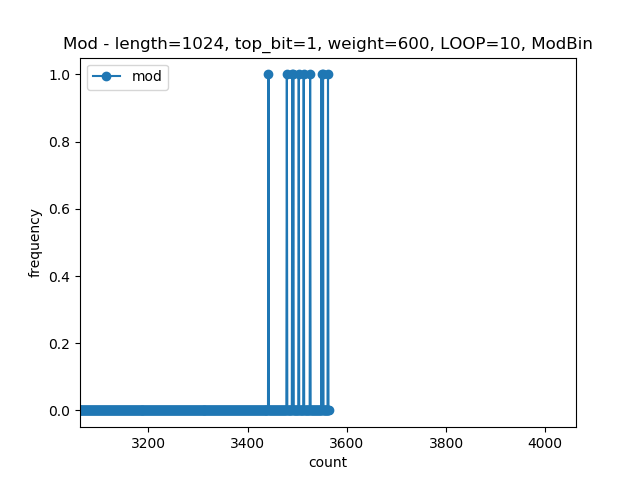 Mod - length=1024, top_bit=1, weight=600, LOOP=10, ModBin
mod
1.0
0.8
0.6
0.4
0.2
0.0
frequency
3200 3400 3600 3800 4000
count